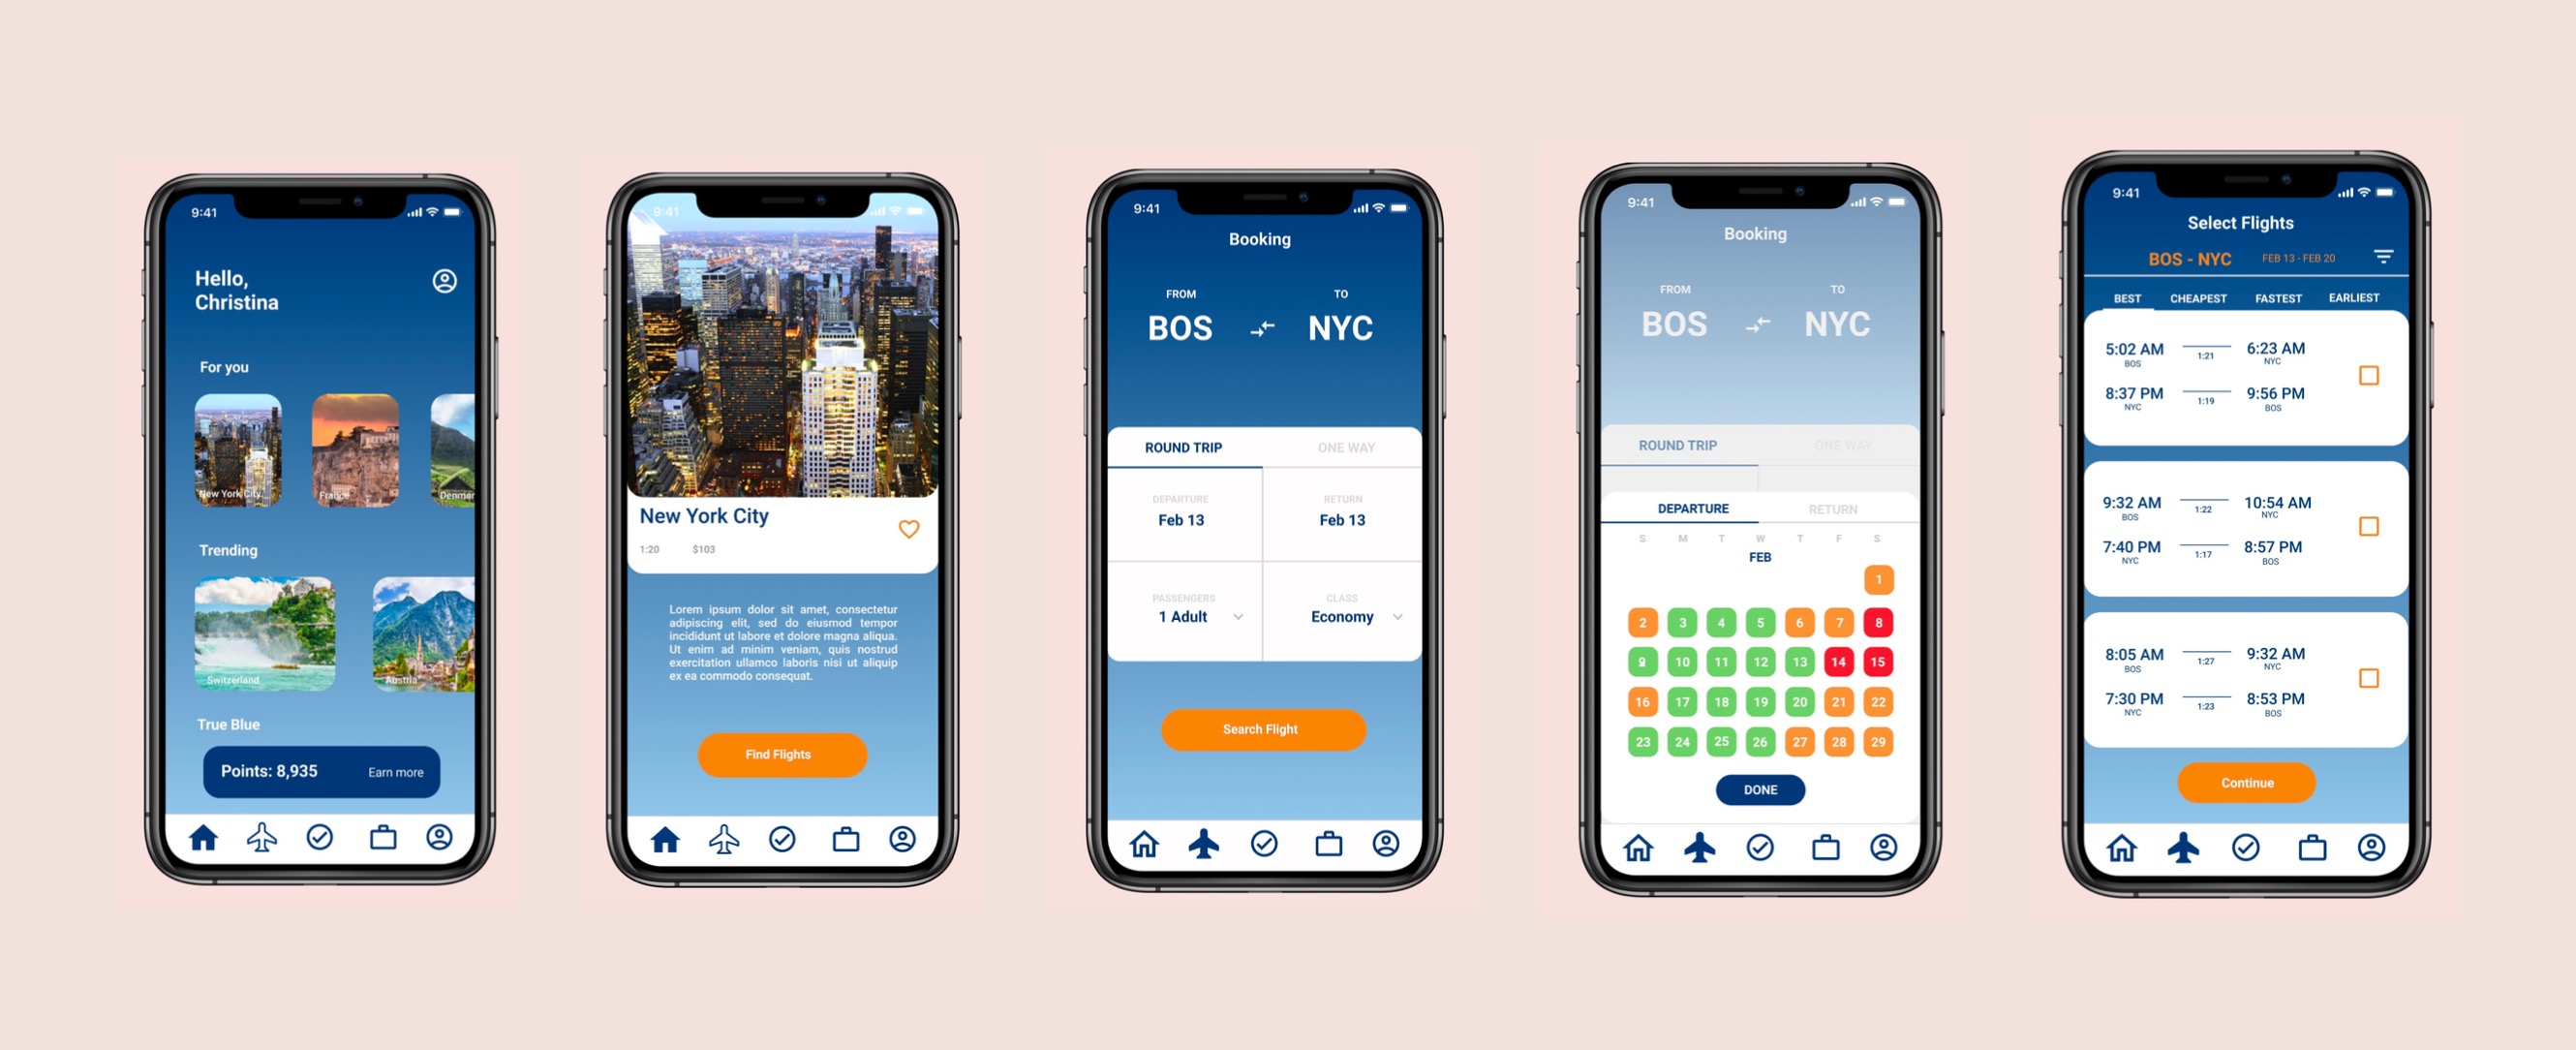 9:41
Hello,
Christina
For you
New York City
France
Denmar
Trending
Switzerland
Austria
True Blue
Points: 8,935 Earn more
9:41
New York City
1:20 $103
Lorem ipsum dolor sit amet, consectetur
adipiscing elit, sed do eiusmod tempor
incididunt ut labore et dolore magna aliqua.
Ut enim ad minim veniam, quis nostrud
exercitation ullamco laboris nisi ut aliquip
ex ea commodo consequat.
Find Flights
9:41
Booking
FROM TO
BOS NYC
ROUND TRIP ONE WAY
DEPARTURE RETURN
Feb 13 Feb 13
PASSENGERS CLASS
1 Adult Economy
Search Flight
9:41
Booking
FROM TO
BOS NYC
ROUND TRIP ONE WAY
DEPARTURE RETURN
S M T W T F S
FEB
1
2 3 4 5 6 7 8
9 10 11 12 13 14 15
16 17 18 19 20 21 22
23 24 25 26 27 28 29
DONE
9:41
Select Flights
BOS - NYC FEB 13 - FEB 20
BEST CHEAPEST FASTEST EARLIEST
5:02 AM 1:21 6:23 AM
BOS NYC
8:37 PM 1:19 9:56 PM
NYC BOS
9:32 AM 1:22 10:54 AM
BOS NYC
7:40 PM 1:17 8:57 PM
NYC BOS
8:05 AM 1:27 9:32 AM
BOS NYC
7:30 PM 1:23 8:53 PM
NYC BOS
Continue